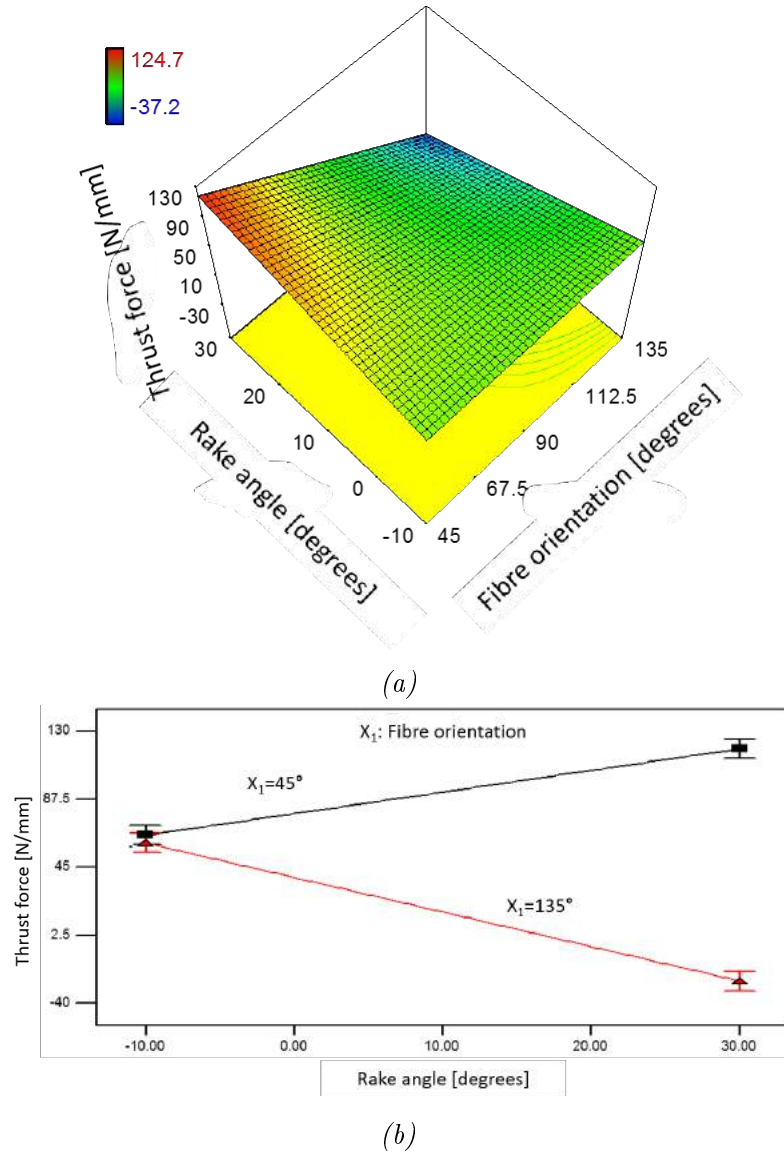 124.7
-37.2
Thrust force [N/mm]
130
90
50
10
-30
30
20
10
0
-10
Rake angle [degrees]
135
112.5
90
67.5
45
Fibre orientation [degrees]
(a)
X₁: Fibre orientation
X₁=45°
X₁=135°
Thrust force [N/mm]
130
87.5
45
2.5
-40
-10.00 0.00 10.00 20.00 30.00
Rake angle [degrees]
(b)